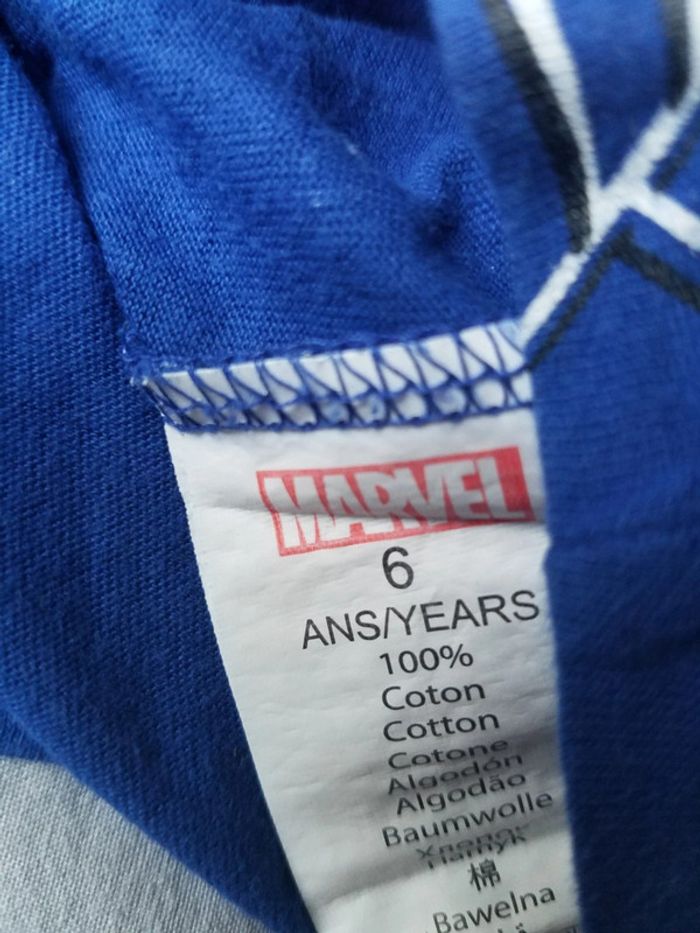 MARVEL
6
ANS/YEARS
100%
Coton
Cotton
Cotone
Algodón
Algodão
Baumwolle
棉
Bawelna